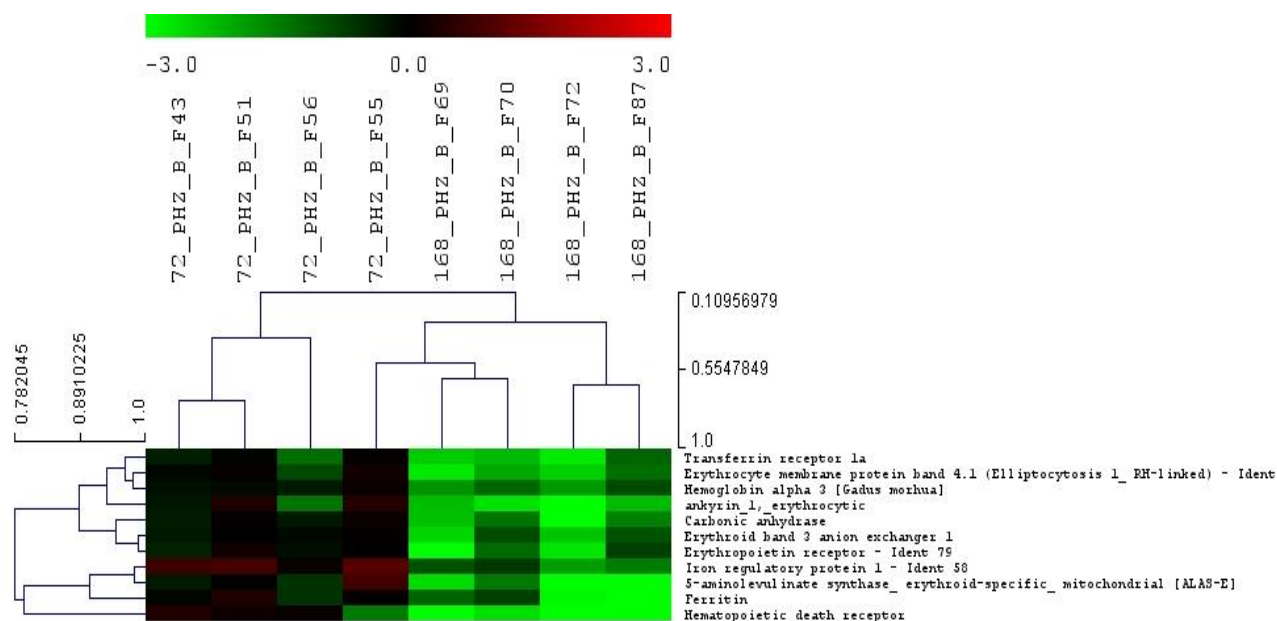 -3.0 0.0 3.0
72_PHZ_B_F43
72_PHZ_B_F51
72_PHZ_B_F56
72_PHZ_B_F55
168_PHZ_B_F69
168_PHZ_B_F70
168_PHZ_B_F72
168_PHZ_B_F87
0.10956979
0.5547849
1.0
0.782045
0.8910225
1.0
Transferrin receptor 1a
Erythrocyte membrane protein band 4.1 (Elliptocytosis 1_ RH-linked) - Ident
Hemoglobin alpha 3 [Gadus morhua]
ankyrin_1,_erythrocytic
Carbonic anhydrase
Erythroid band 3 anion exchanger 1
Erythropoietin receptor - Ident 79
Iron regulatory protein 1 - Ident 58
5-aminolevulinate synthase_ erythroid-specific_ mitochondrial [ALAS-E]
Ferritin
Hematopoietic death receptor